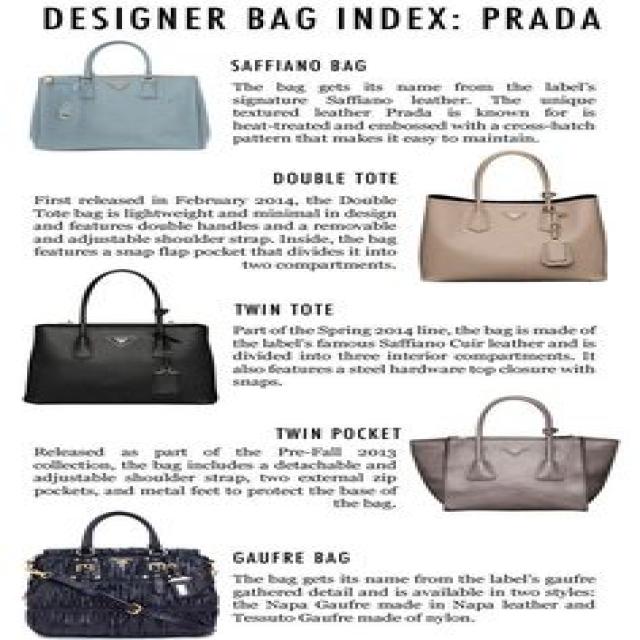 DESIGNER BAG INDEX: PRADA
SAFFIANO BAG
The bag gets its name from the label's
signature Saffiano leather. The unique
textured leather Prada is known for is
heat-treated and embossed with a cross-hatch
pattern that makes it easy to maintain.
DOUBLE TOTE
First released in February 2014, the Double
Tote bag is lightweight and minimal in design
and features double handles and a removable
and adjustable shoulder strap. Inside, the bag
features a snap flap pocket that divides it into
two compartments.
TWIN TOTE
Part of the Spring 2014 line, the bag is made of
the label's famous Saffiano Cuir leather and is
divided into three interior compartments. It
also features a steel hardware top closure with
snaps.
TWIN POCKET
Released as part of the Pre-Fall 2013
collection, the bag includes a detachable and
adjustable shoulder strap, two external zip
pockets, and metal feet to protect the base of
the bag.
GAUFRE BAG
The bag gets its name from the label's gaufre
gathered detail and is available in two styles:
the Napa Gaufre made in Napa leather and
Tessuto Gaufre made of nylon.